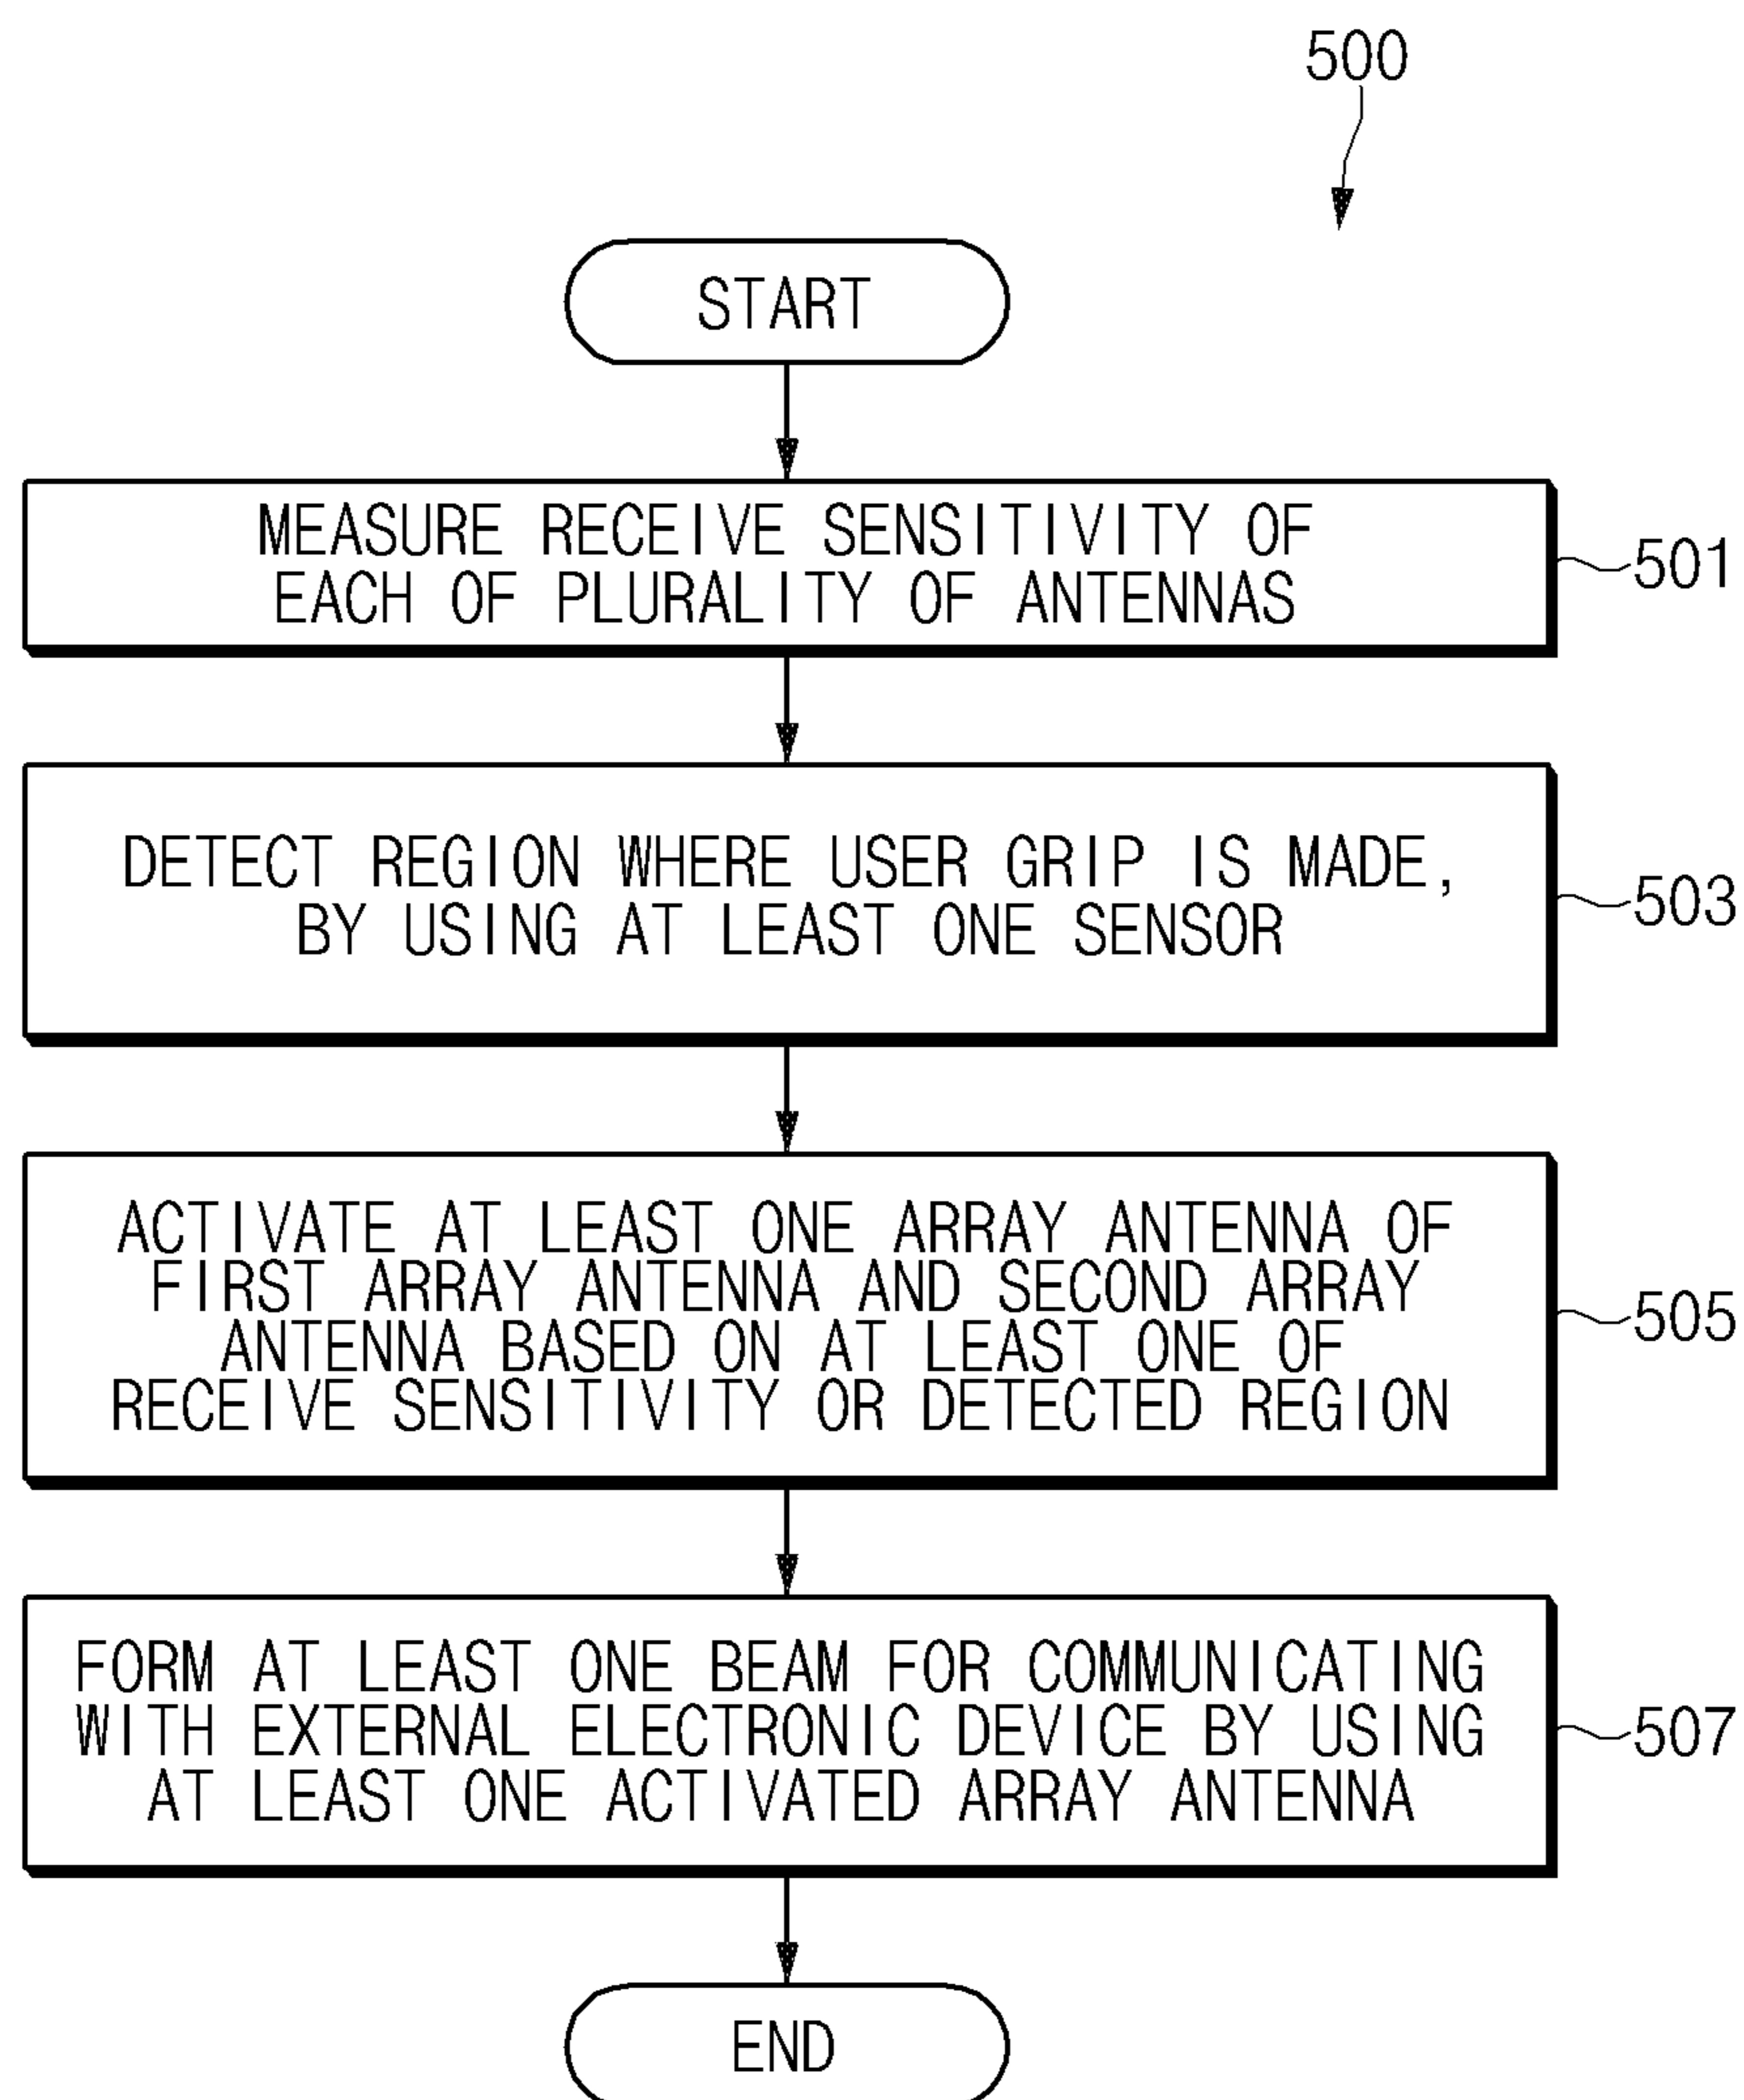 500
START
MEASURE RECEIVE SENSITIVITY OF
EACH OF PLURALITY OF ANTENNAS
501
DETECT REGION WHERE USER GRIP IS MADE,
BY USING AT LEAST ONE SENSOR
503
ACTIVATE AT LEAST ONE ARRAY ANTENNA OF
FIRST ARRAY ANTENNA AND SECOND ARRAY
ANTENNA BASED ON AT LEAST ONE OF
RECEIVE SENSITIVITY OR DETECTED REGION
505
FORM AT LEAST ONE BEAM FOR COMMUNICATING
WITH EXTERNAL ELECTRONIC DEVICE BY USING
AT LEAST ONE ACTIVATED ARRAY ANTENNA
507
END